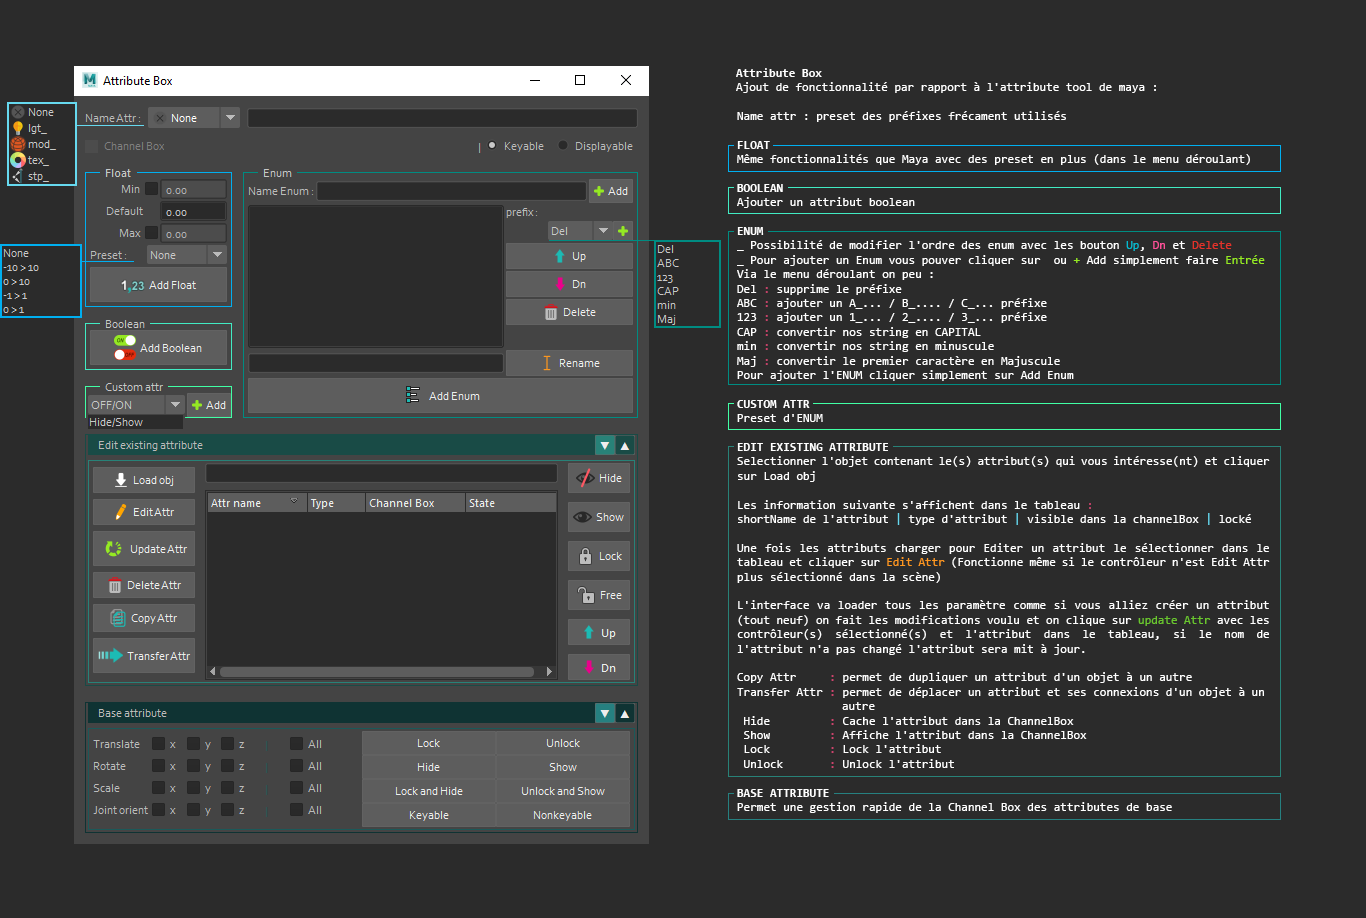 Attribute Box
None
lgt_
mod_
tex_
stp_
Name Attr : None
Channel Box
| Keyable Displayable
Float
Min 0.00
Default 0.00
Max 0.00
Preset : None
1,23 Add Float
None
-10 > 10
0 > 10
-1 > 1
0 > 1
Boolean
ON
OFF
Add Boolean
Custom attr
OFF/ON
Add
Hide/Show
Enum
Name Enum :
Add
prefix :
Del
Up
Dn
Delete
Rename
Add Enum
Del
ABC
123
CAP
min
Maj
Edit existing attribute
Load obj
Edit Attr
Update Attr
Delete Attr
Copy Attr
Transfer Attr
Attr name Type Channel Box State
Hide
Show
Lock
Free
Up
Dn
Base attribute
Translate x y z All
Rotate x y z All
Scale x y z All
Joint orient x y z All
Lock Unlock
Hide Show
Lock and Hide Unlock and Show
Keyable Nonkeyable
Attribute Box
Ajout de fonctionnalité par rapport à l'attribute tool de maya :
Name attr : preset des préfixes frécament utilisés
FLOAT
Même fonctionnalités que Maya avec des preset en plus (dans le menu déroulant)
BOOLEAN
Ajouter un attribut boolean
ENUM
_ Possibilité de modifier l'ordre des enum avec les bouton Up, Dn et Delete
_ Pour ajouter un Enum vous pouver cliquer sur  ou + Add simplement faire Entrée
Via le menu déroulant on peu :
Del : supprime le préfixe
ABC : ajouter un A_... / B_.... / C_... préfixe
123 : ajouter un 1_... / 2_.... / 3_... préfixe
CAP : convertir nos string en CAPITAL
min : convertir nos string en minuscule
Maj : convertir le premier caractère en Majuscule
Pour ajouter l'ENUM cliquer simplement sur Add Enum
CUSTOM ATTR
Preset d'ENUM
EDIT EXISTING ATTRIBUTE
Selectionner l'objet contenant le(s) attribut(s) qui vous intéresse(nt) et cliquer
sur Load obj
Les information suivante s'affichent dans le tableau :
shortName de l'attribut | type d'attribut | visible dans la channelBox | locké
Une fois les attributs charger pour Editer un attribut le sélectionner dans le
tableau et cliquer sur Edit Attr (Fonctionne même si le contrôleur n'est Edit Attr
plus sélectionné dans la scène)
L'interface va loader tous les paramètre comme si vous alliez créer un attribut
(tout neuf) on fait les modifications voulu et on clique sur update Attr avec les
contrôleur(s) sélectionné(s) et l'attribut dans le tableau, si le nom de
l'attribut n'a pas changé l'attribut sera mit à jour.
Copy Attr : permet de dupliquer un attribut d'un objet à un autre
Transfer Attr : permet de déplacer un attribut et ses connexions d'un objet à un
autre
Hide : Cache l'attribut dans la ChannelBox
Show : Affiche l'attribut dans la ChannelBox
Lock : Lock l'attribut
Unlock : Unlock l'attribut
BASE ATTRIBUTE
Permet une gestion rapide de la Channel Box des attributes de base